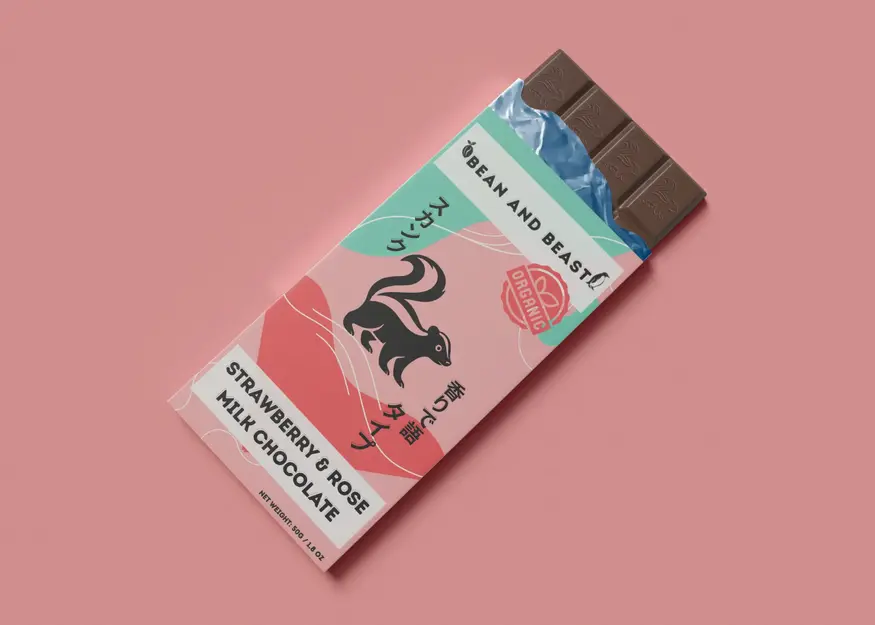 BEAN AND BEAST
スカンク
ORGANIC
香りで語
タイプ
STRAWBERRY & ROSE
MILK CHOCOLATE
NET WEIGHT: 50G / 1.8 OZ